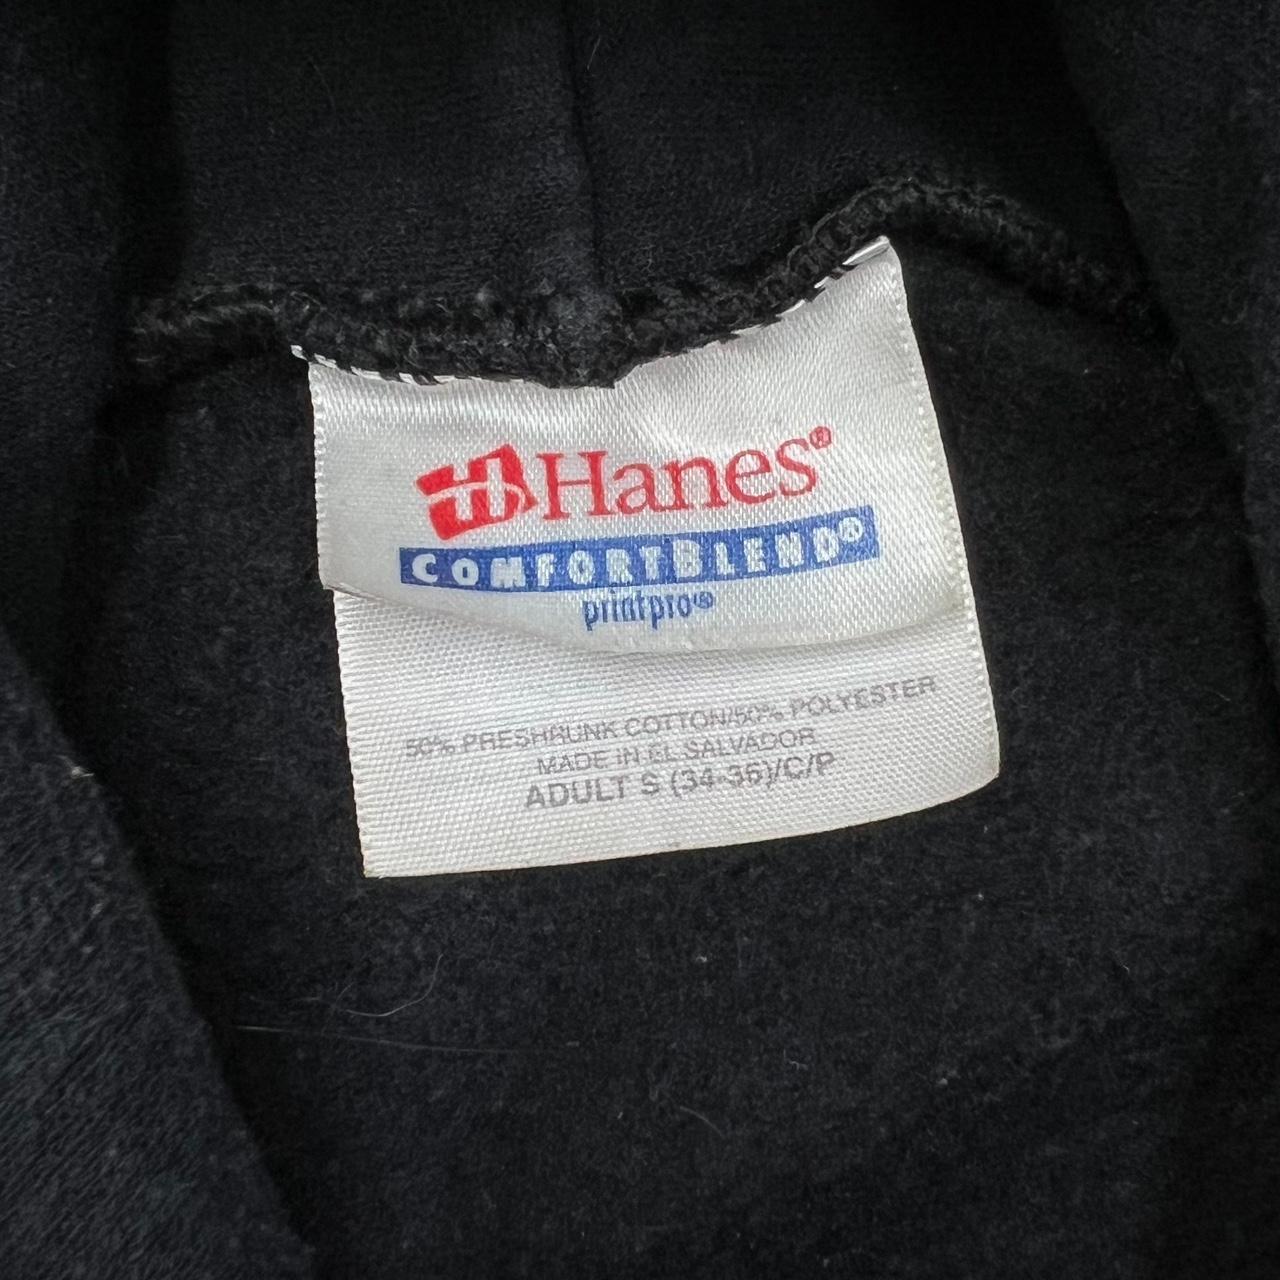 Hanes®
COMFORTBLEND®
printpro®
50% PRESHRUNK COTTON/50% POLYESTER
MADE IN EL SALVADOR
ADULT S (34-36)/C/P